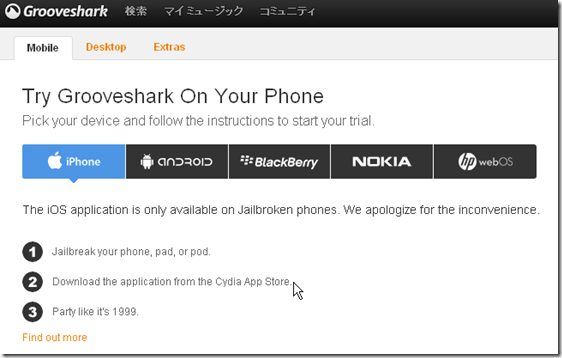 Grooveshark 検索 マイミュージック コミュニティ
Mobile Desktop Extras
Try Grooveshark On Your Phone
Pick your device and follow the instructions to start your trial.
iPhone ANDROID BlackBerry NOKIA hp webOS
The iOS application is only available on Jailbroken phones. We apologize for the inconvenience.
1 Jailbreak your phone, pad, or pod.
2 Download the application from the Cydia App Store.
3 Party like it's 1999.
Find out more